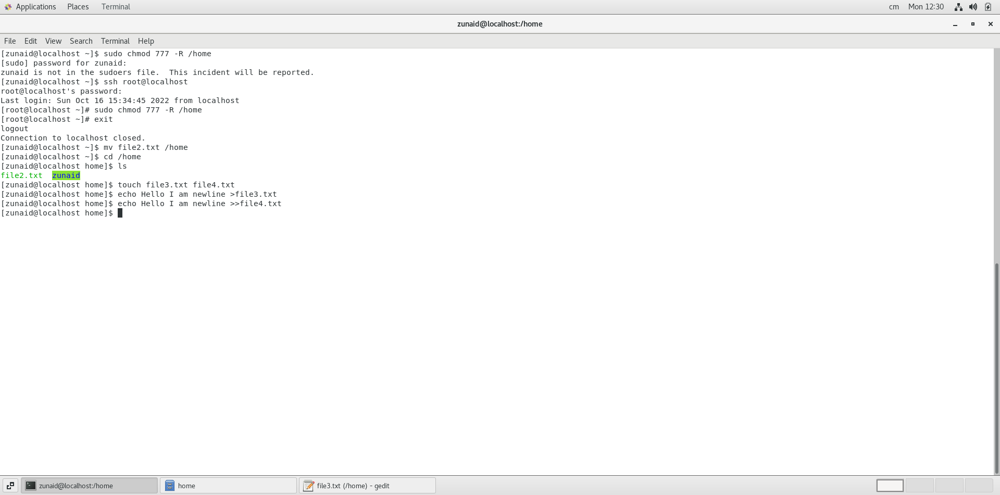 Applications Places Terminal cm Mon 12:30
zunaid@localhost:/home
File Edit View Search Terminal Help
[zunaid@localhost ~]$ sudo chmod 777 -R /home
[sudo] password for zunaid:
zunaid is not in the sudoers file.  This incident will be reported.
[zunaid@localhost ~]$ ssh root@localhost
root@localhost's password:
Last login: Sun Oct 16 15:34:45 2022 from localhost
[root@localhost ~]# sudo chmod 777 -R /home
[root@localhost ~]# exit
logout
Connection to localhost closed.
[zunaid@localhost ~]$ mv file2.txt /home
[zunaid@localhost ~]$ cd /home
[zunaid@localhost home]$ ls
file2.txt  zunaid
[zunaid@localhost home]$ touch file3.txt file4.txt
[zunaid@localhost home]$ echo Hello I am newline >file3.txt
[zunaid@localhost home]$ echo Hello I am newline >>file4.txt
[zunaid@localhost home]$
zunaid@localhost:/home home file3.txt (/home) - gedit